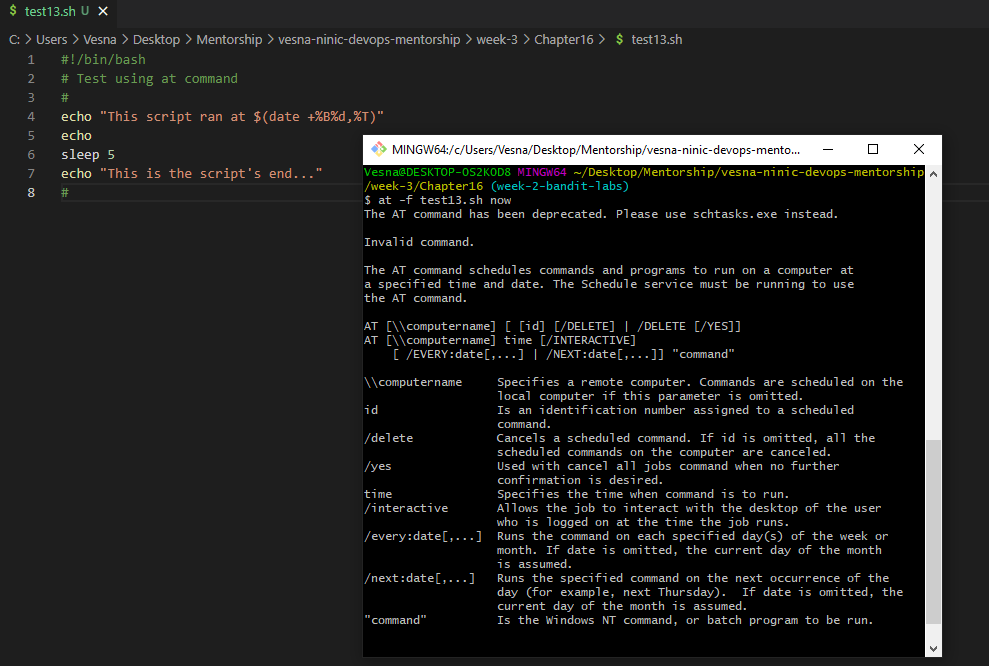 $ test13.sh U ×
C: > Users > Vesna > Desktop > Mentorship > vesna-ninic-devops-mentorship > week-3 > Chapter16 > $ test13.sh
1 #!/bin/bash
2 # Test using at command
3 #
4 echo "This script ran at $(date +%B%d,%T)"
5 echo
6 sleep 5
7 echo "This is the script's end..."
8 #
MINGW64:/c/Users/Vesna/Desktop/Mentorship/vesna-ninic-devops-mento...
Vesna@DESKTOP-OS2KOD8 MINGW64 ~/Desktop/Mentorship/vesna-ninic-devops-mentorship
/week-3/Chapter16 (week-2-bandit-labs)
$ at -f test13.sh now
The AT command has been deprecated. Please use schtasks.exe instead.
Invalid command.
The AT command schedules commands and programs to run on a computer at
a specified time and date. The Schedule service must be running to use
the AT command.
AT [\\computername] [ [id] [/DELETE] | /DELETE [/YES]]
AT [\\computername] time [/INTERACTIVE]
[ /EVERY:date[,...] | /NEXT:date[,...]] "command"
\\computername Specifies a remote computer. Commands are scheduled on the
local computer if this parameter is omitted.
id Is an identification number assigned to a scheduled
command.
/delete Cancels a scheduled command. If id is omitted, all the
scheduled commands on the computer are canceled.
/yes Used with cancel all jobs command when no further
confirmation is desired.
time Specifies the time when command is to run.
/interactive Allows the job to interact with the desktop of the user
who is logged on at the time the job runs.
/every:date[,...] Runs the command on each specified day(s) of the week or
month. If date is omitted, the current day of the month
is assumed.
/next:date[,...] Runs the specified command on the next occurrence of the
day (for example, next Thursday). If date is omitted, the
current day of the month is assumed.
"command" Is the Windows NT command, or batch program to be run.